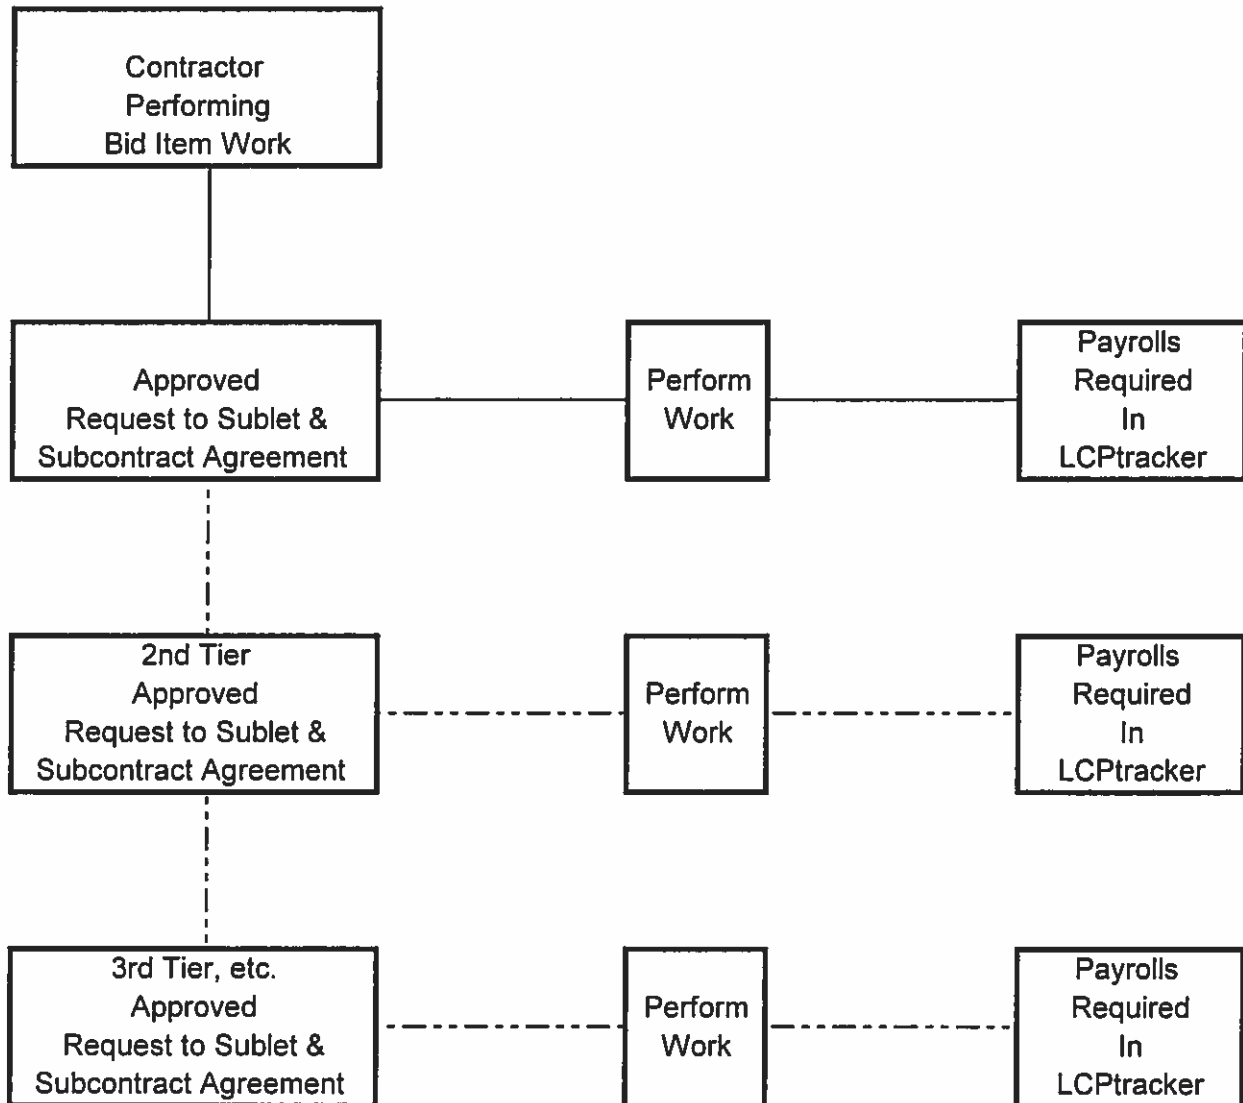 Contractor
Performing
Bid Item Work
Approved
Request to Sublet &
Subcontract Agreement
Perform
Work
Payrolls
Required
In
LCPtracker
2nd Tier
Approved
Request to Sublet &
Subcontract Agreement
Perform
Work
Payrolls
Required
In
LCPtracker
3rd Tier, etc.
Approved
Request to Sublet &
Subcontract Agreement
Perform
Work
Payrolls
Required
In
LCPtracker